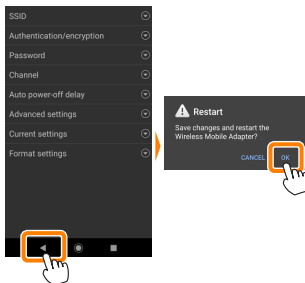 SSID
Authentication/encryption
Password
Channel
Auto power-off delay
Advanced settings
Current settings
Format settings
Restart
Save changes and restart the
Wireless Mobile Adapter?
CANCEL OK